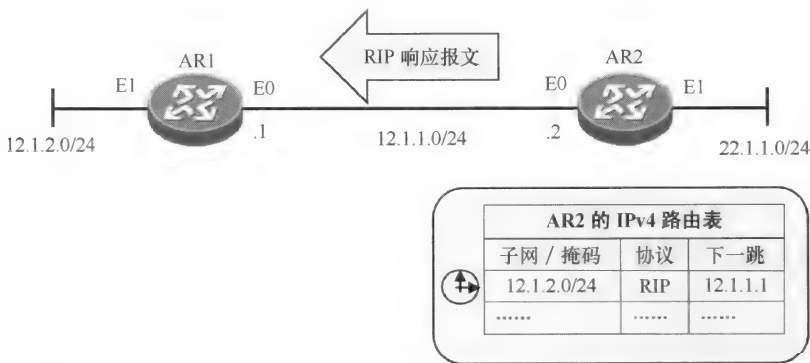 RIP 响应报文
AR1
AR2
E1
E0
E0
E1
.1
.2
12.1.2.0/24
12.1.1.0/24
22.1.1.0/24
AR2 的 IPv4 路由表
子网 / 掩码 协议 下一跳
12.1.2.0/24 RIP 12.1.1.1
…… …… ……